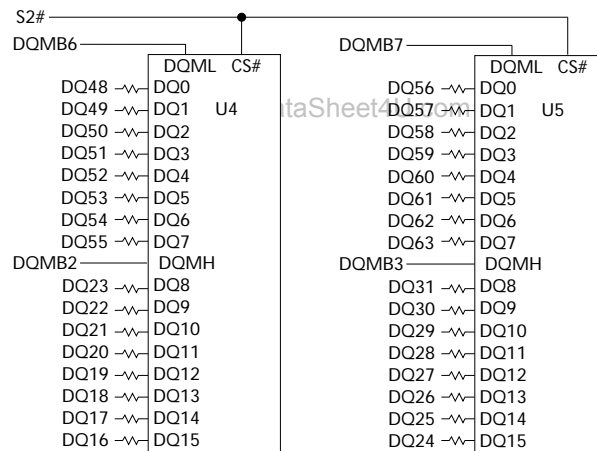 S2#
DQMB6
DQMB7
DQML CS#
DQML CS#
DQ48 DQ0
DQ56 DQ0
DQ49 DQ1 U4
taSheet4U.com
DQ57 DQ1 U5
DQ50 DQ2
DQ58 DQ2
DQ51 DQ3
DQ59 DQ3
DQ52 DQ4
DQ60 DQ4
DQ53 DQ5
DQ61 DQ5
DQ54 DQ6
DQ62 DQ6
DQ55 DQ7
DQ63 DQ7
DQMB2 DQMH
DQMB3 DQMH
DQ23 DQ8
DQ31 DQ8
DQ22 DQ9
DQ30 DQ9
DQ21 DQ10
DQ29 DQ10
DQ20 DQ11
DQ28 DQ11
DQ19 DQ12
DQ27 DQ12
DQ18 DQ13
DQ26 DQ13
DQ17 DQ14
DQ25 DQ14
DQ16 DQ15
DQ24 DQ15